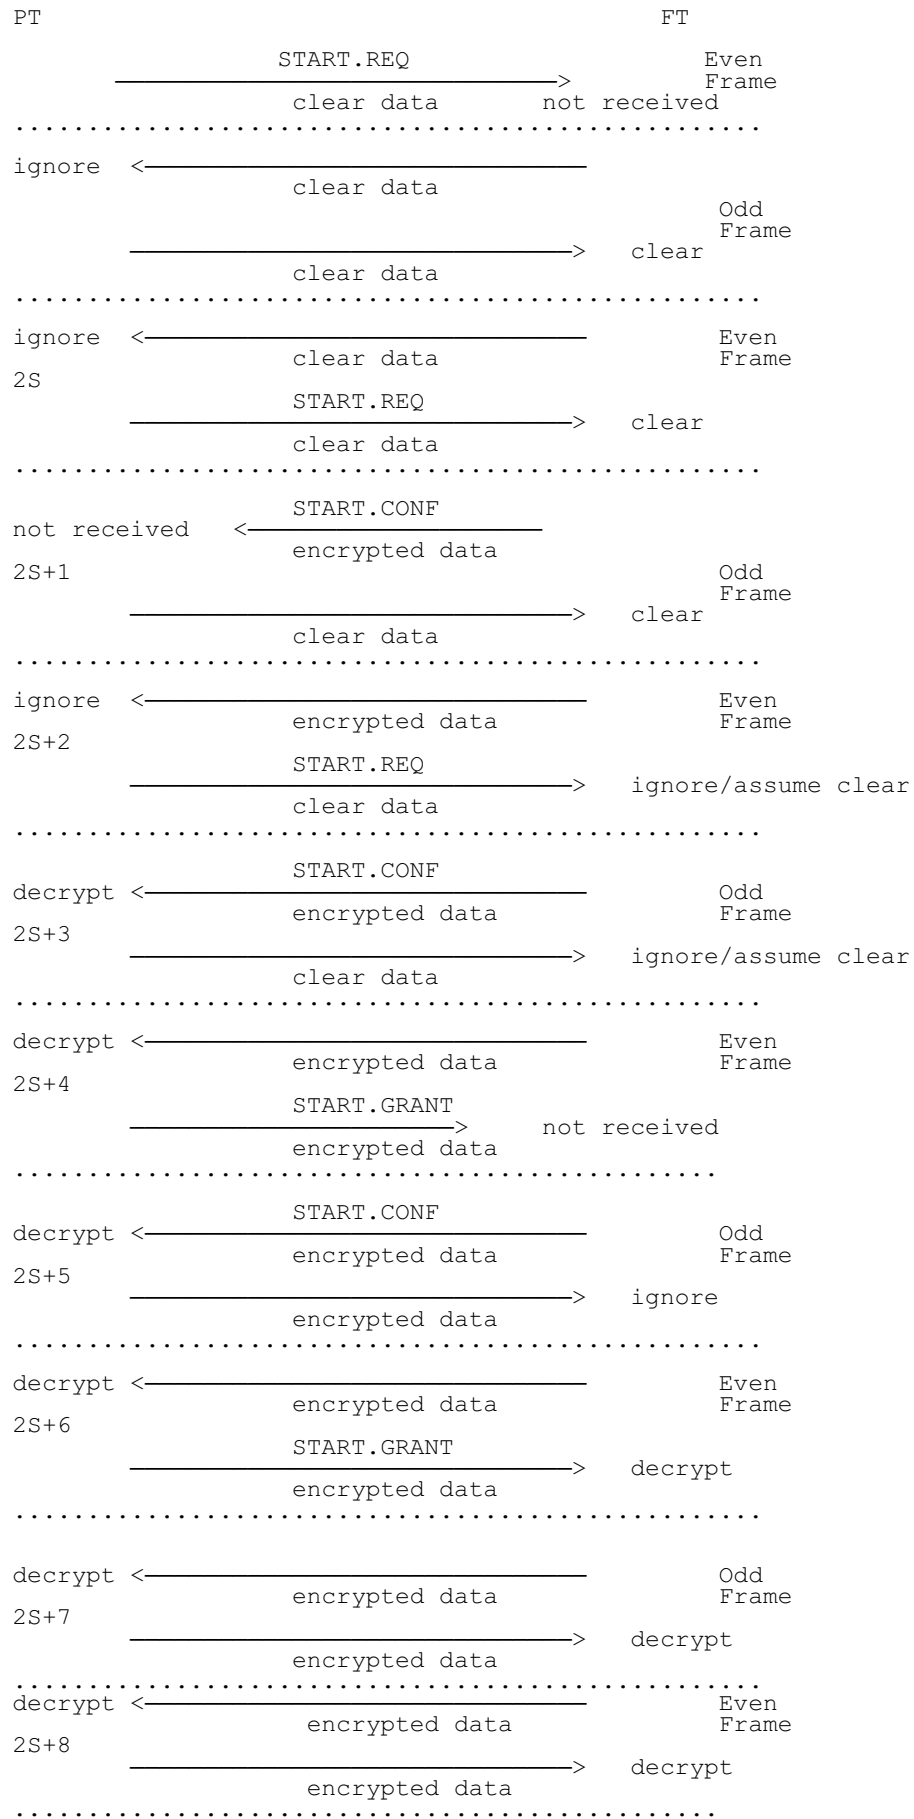 PT FT
START.REQ Even
> Frame
clear data not received
....................................................
ignore <
clear data
Odd
Frame
> clear
clear data
....................................................
ignore < Even
clear data Frame
2S
START.REQ
> clear
clear data
....................................................
START.CONF
not received <
encrypted data
2S+1 Odd
Frame
> clear
clear data
....................................................
ignore < Even
encrypted data Frame
2S+2
START.REQ
> ignore/assume clear
clear data
....................................................
START.CONF
decrypt < Odd
encrypted data Frame
2S+3
> ignore/assume clear
clear data
....................................................
decrypt < Even
encrypted data Frame
2S+4
START.GRANT
> not received
encrypted data
.................................................
START.CONF
decrypt < Odd
encrypted data Frame
2S+5
> ignore
encrypted data
....................................................
decrypt < Even
encrypted data Frame
2S+6
START.GRANT
> decrypt
encrypted data
....................................................
decrypt < Odd
encrypted data Frame
2S+7
> decrypt
encrypted data
....................................................
decrypt < Even
encrypted data Frame
2S+8
> decrypt
encrypted data
.................................................